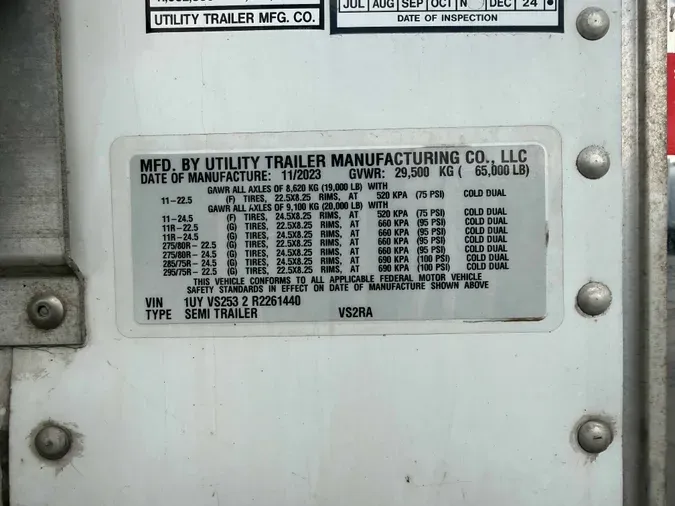 UTILITY TRAILER MFG. CO.
JUL AUG SEP OCT N DEC 24
DATE OF INSPECTION
MFD. BY UTILITY TRAILER MANUFACTURING CO., LLC
DATE OF MANUFACTURE: 11/2023 GVWR: 29,500 KG ( 65,000 LB)
GAWR ALL AXLES OF 8,620 KG (19,000 LB) WITH
11-22.5 (F) TIRES, 22.5X8.25 RIMS, AT 520 KPA (75 PSI) COLD DUAL
GAWR ALL AXLES OF 9,100 KG (20,000 LB) WITH
11-24.5 (F) TIRES, 24.5X8.25 RIMS, AT 520 KPA (75 PSI) COLD DUAL
11R-22.5 (G) TIRES, 22.5X8.25 RIMS, AT 660 KPA (95 PSI) COLD DUAL
11R-24.5 (G) TIRES, 24.5X8.25 RIMS, AT 660 KPA (95 PSI) COLD DUAL
275/80R-22.5 (G) TIRES, 22.5X8.25 RIMS, AT 660 KPA (95 PSI) COLD DUAL
275/80R-24.5 (G) TIRES, 24.5X8.25 RIMS, AT 660 KPA (95 PSI) COLD DUAL
285/75R-24.5 (G) TIRES, 24.5X8.25 RIMS, AT 690 KPA (100 PSI) COLD DUAL
295/75R-22.5 (G) TIRES, 22.5X8.25 RIMS, AT 690 KPA (100 PSI) COLD DUAL
THIS VEHICLE CONFORMS TO ALL APPLICABLE FEDERAL MOTOR VEHICLE
SAFETY STANDARDS IN EFFECT ON DATE OF MANUFACTURE SHOWN ABOVE
VIN 1UY VS253 2 R2261440
TYPE SEMI TRAILER VS2RA